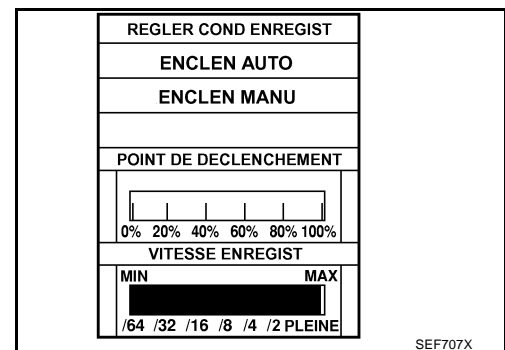 REGLER COND ENREGIST
ENCLEN AUTO
ENCLEN MANU
POINT DE DECLENCHEMENT
0% 20% 40% 60% 80% 100%
VITESSE ENREGIST
MIN MAX
/64 /32 /16 /8 /4 /2 PLEINE
SEF707X